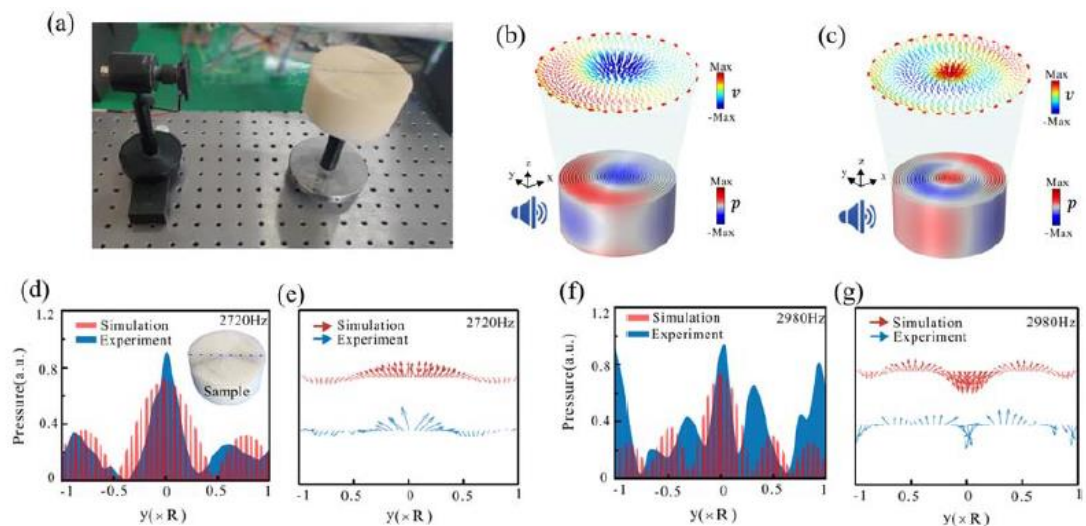 (a)
(b)
Max
v
-Max
z
y
x
Max
p
-Max
(c)
Max
v
-Max
z
y
x
Max
p
-Max
(d)
Pressure(a.u.)
1.2
0.8
0.4
0
Simulation
Experiment
2720Hz
Sample
-1 -0.5 0 0.5 1
y(×R)
(e)
Simulation
Experiment
2720Hz
-1 0.5 0 0.5 1
y(×R)
(f)
Pressure(a.u.)
1.2
0.8
0.4
0
Simulation
Experiment
2980Hz
-1 -0.5 0 0.5 1
y(×R)
(g)
Simulation
Experiment
2980Hz
-1 0.5 0 0.5 1
y(×R)